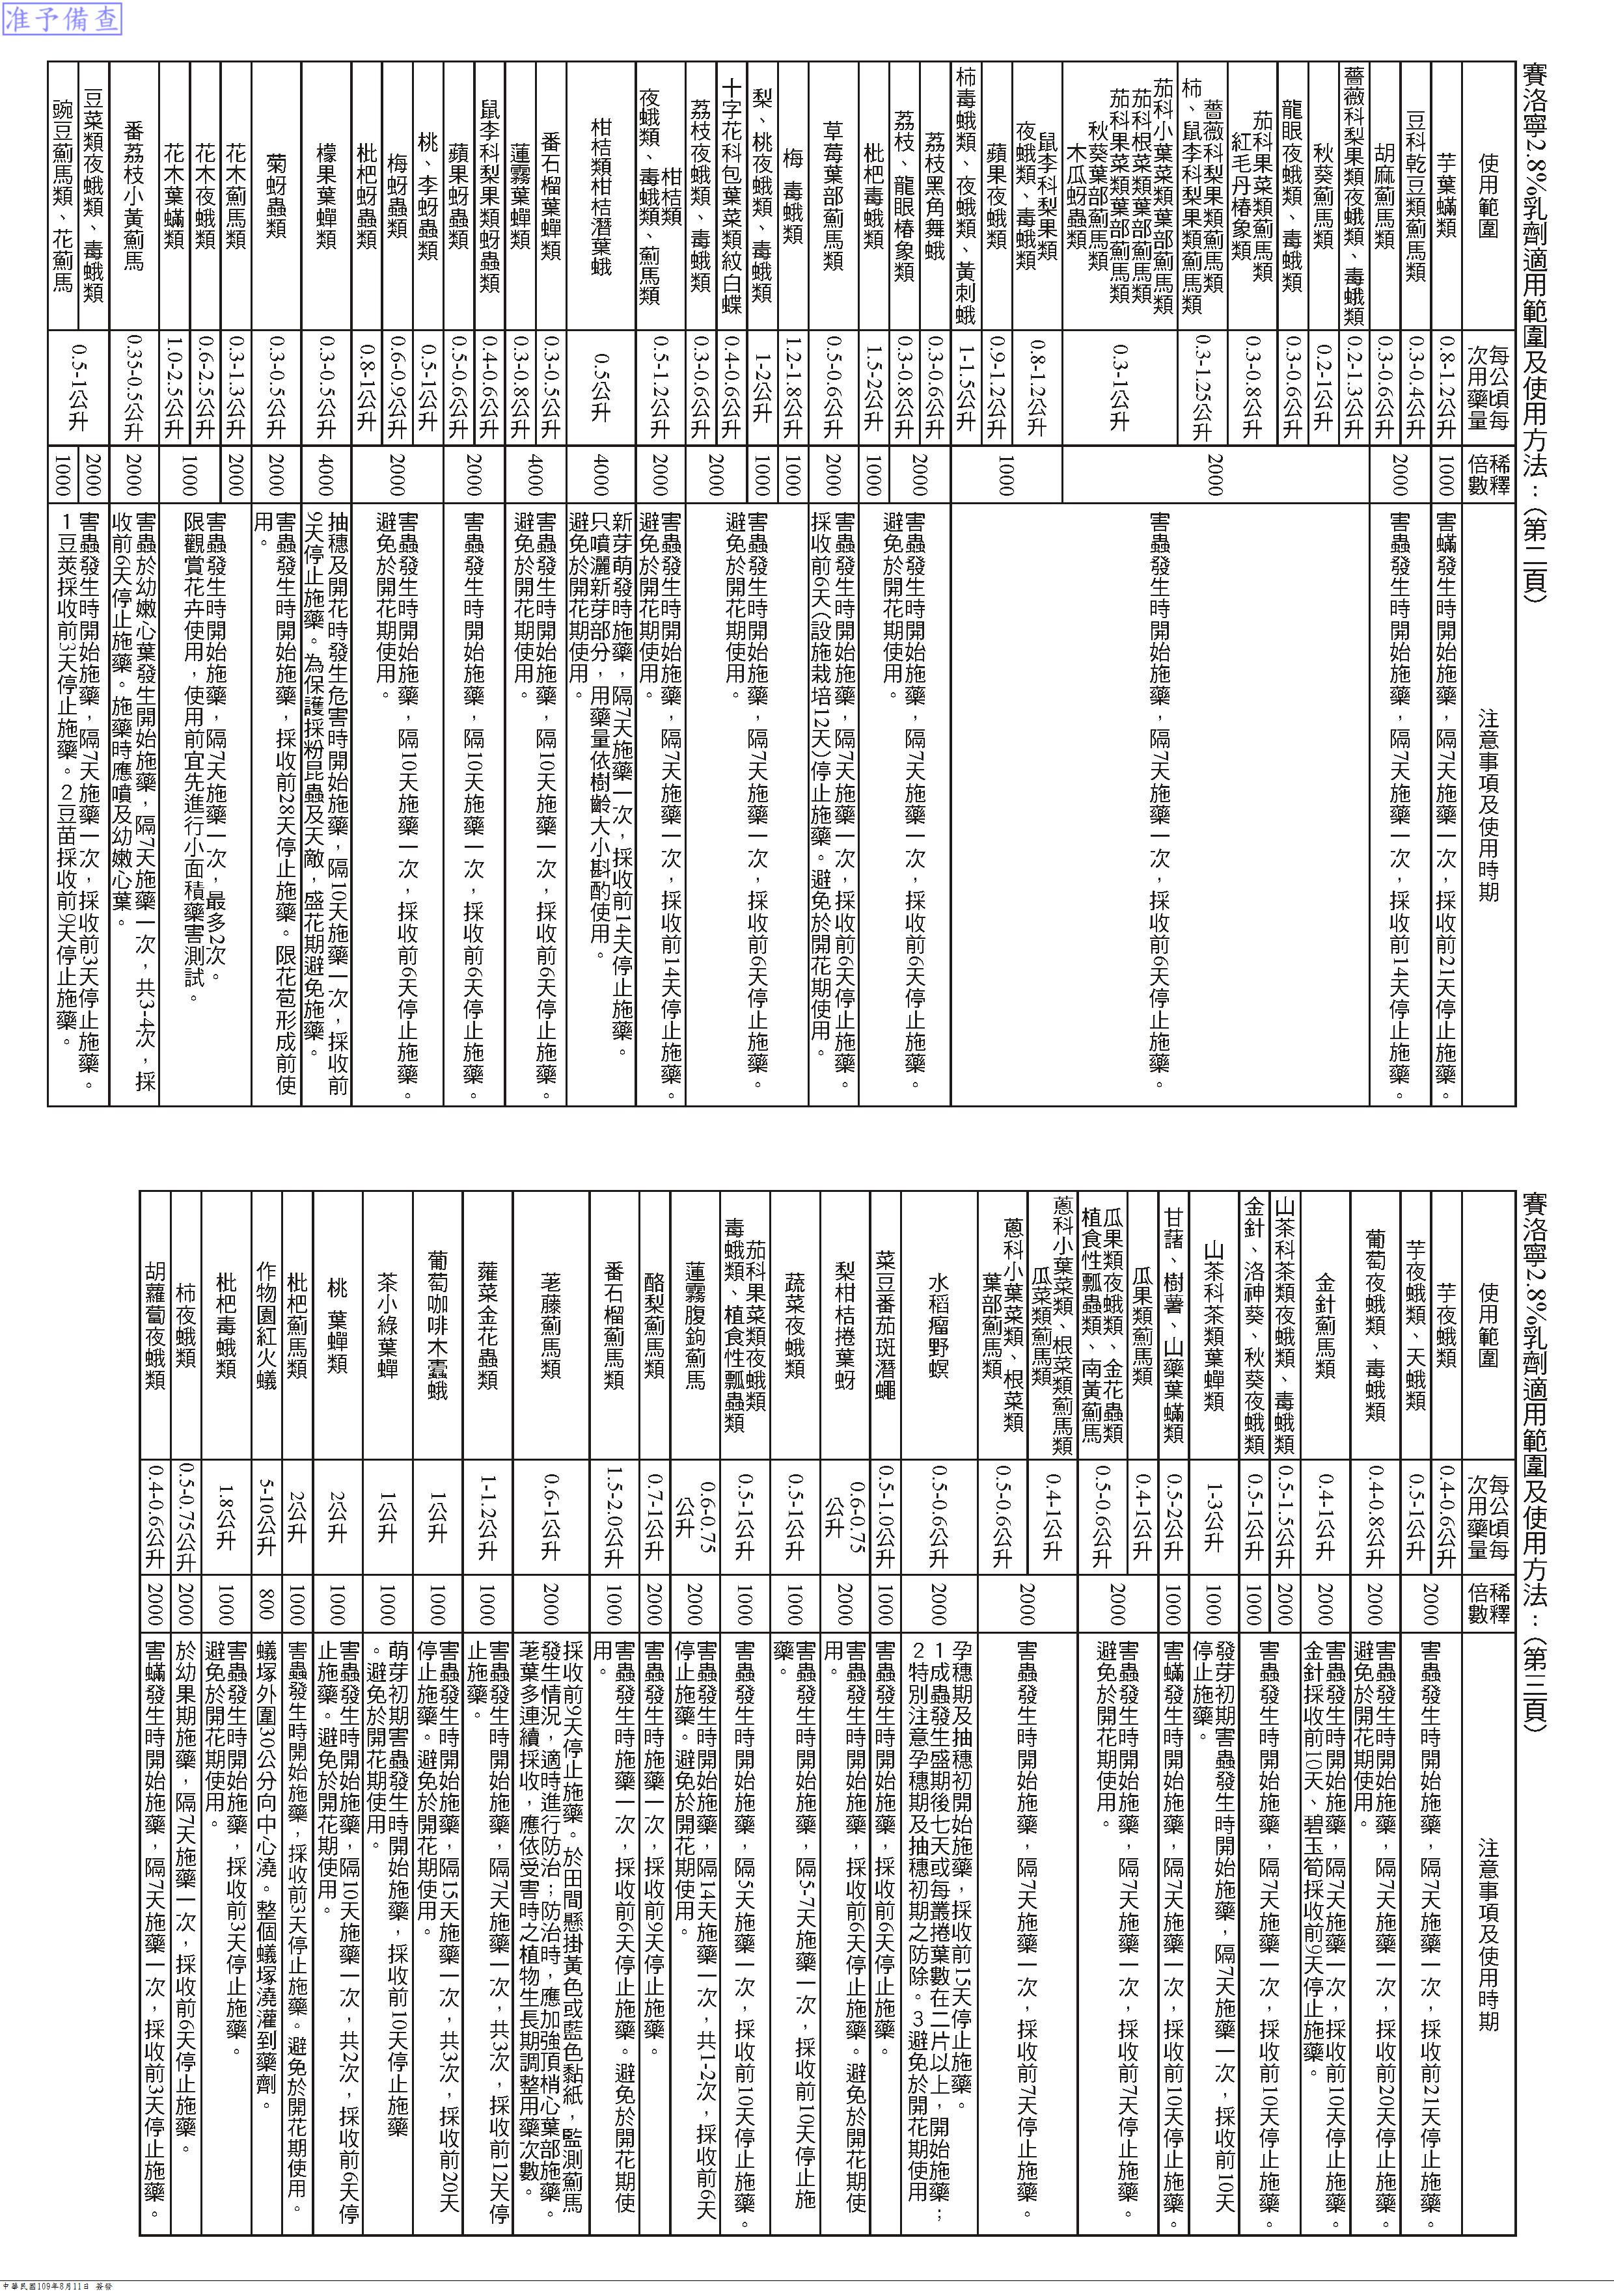 准予備查
賽洛寧2.8%乳劑適用範圍及使用方法：（第二頁）
使用範圍 每公頃每次用藥量 稀釋倍數 注意事項及使用時期
芋葉蟎類 0.8-1.2公升 1000 害蟎發生時開始施藥，隔7天施藥一次，採收前21天停止施藥。
豆科乾豆類薊馬類 0.3-0.4公升 2000 害蟲發生時開始施藥，隔7天施藥一次，採收前14天停止施藥。
胡麻薊馬類 0.3-0.6公升
薔薇科梨果類夜蛾類、毒蛾類 0.2-1.3公升 2000 害蟲發生時開始施藥，隔7天施藥一次，採收前6天停止施藥。
秋葵薊馬類 0.2-1公升
龍眼夜蛾類、毒蛾類 0.3-0.6公升
茄科果菜類薊馬類
紅毛丹椿象類 0.3-0.8公升
薔薇科梨果類薊馬類
柿、鼠李科梨果類薊馬類 0.3-1.25公升
茄科小葉菜類葉部薊馬類
茄科根菜類葉部薊馬類
茄科果菜類葉部薊馬類
秋葵葉部薊馬類
木瓜蚜蟲類 0.3-1公升
鼠李科梨果類
夜蛾類、毒蛾類 0.8-1.2公升 1000
蘋果夜蛾類 0.9-1.2公升
柿毒蛾類、夜蛾類、黃刺蛾 1-1.5公升
荔枝黑角舞蛾 0.3-0.6公升 2000 害蟲發生時開始施藥，隔7天施藥一次，採收前6天停止施藥。
避免於開花期使用。
荔枝、龍眼椿象類 0.3-0.8公升
枇杷毒蛾類 1.5-2公升 1000
草莓葉部薊馬類 0.5-0.6公升 2000 害蟲發生時開始施藥，隔7天施藥一次，採收前6天停止施藥。
採收前6天(設施栽培12天)停止施藥。避免於開花期使用。
梅 毒蛾類 1.2-1.8公升 1000 害蟲發生時開始施藥，隔7天施藥一次，採收前6天停止施藥。
避免於開花期使用。
梨、桃夜蛾類、毒蛾類 1-2公升 1000
十字花科包葉菜類紋白蝶 0.4-0.6公升 2000
荔枝夜蛾類、毒蛾類 0.3-0.6公升
柑桔類
夜蛾類、毒蛾類、薊馬類 0.5-1.2公升 2000 害蟲發生時開始施藥，隔7天施藥一次，採收前14天停止施藥。
避免於開花期使用。
柑桔類柑桔潛葉蛾 0.5公升 4000 新芽萌發時施藥，隔7天施藥一次，採收前14天停止施藥。
只噴灑新芽部分，用藥量依樹齡大小斟酌使用。
避免於開花期使用。
番石榴葉蟬類 0.3-0.5公升 4000 害蟲發生時開始施藥，隔10天施藥一次，採收前6天停止施藥。
避免於開花期使用。
蓮霧葉蟬類 0.3-0.8公升
鼠李科梨果類蚜蟲類 0.4-0.6公升 2000 害蟲發生時開始施藥，隔10天施藥一次，採收前6天停止施藥。
蘋果蚜蟲類 0.5-0.6公升
桃、李蚜蟲類 0.5-1公升 2000 害蟲發生時開始施藥，隔10天施藥一次，採收前6天停止施藥。
避免於開花期使用。
梅蚜蟲類 0.6-0.9公升
枇杷蚜蟲類 0.8-1公升
檬果葉蟬類 0.3-0.5公升 4000 抽穗及開花時發生危害時開始施藥，隔10天施藥一次，採收前
9天停止施藥。為保護採粉昆蟲及天敵，盛花期避免施藥。
菊蚜蟲類 0.3-0.5公升 2000 害蟲發生時開始施藥，採收前28天停止施藥。限花苞形成前使
用。
花木薊馬類 0.3-1.3公升 2000 害蟲發生時開始施藥，隔7天施藥一次，最多2次。
限觀賞花卉使用，使用前宜先進行小面積藥害測試。
花木夜蛾類 0.6-2.5公升 1000
花木葉蟎類 1.0-2.5公升
番荔枝小黃薊馬 0.35-0.5公升 2000 害蟲於幼嫩心葉發生開始施藥，隔7天施藥一次，共3-4次，採
收前6天停止施藥。施藥時應噴及幼嫩心葉。
豆菜類夜蛾類、毒蛾類 0.5-1公升 2000 害蟲發生時開始施藥，隔7天施藥一次，採收前3天停止施藥。
豌豆薊馬類、花薊馬 1000 1豆莢採收前3天停止施藥。2豆苗採收前9天停止施藥。
賽洛寧2.8%乳劑適用範圍及使用方法：（第三頁）
使用範圍 每公頃每次用藥量 稀釋倍數 注意事項及使用時期
芋夜蛾類 0.4-0.6公升 2000 害蟲發生時開始施藥，隔7天施藥一次，採收前21天停止施藥。
芋夜蛾類、天蛾類 0.5-1公升
葡萄夜蛾類、毒蛾類 0.4-0.8公升 2000 害蟲發生時開始施藥，隔7天施藥一次，採收前20天停止施藥。
避免於開花期使用。
金針薊馬類 0.4-1公升 2000 害蟲發生時開始施藥，隔7天施藥一次，採收前10天停止施藥。
金針採收前10天、碧玉筍採收前9天停止施藥。
山茶科茶類夜蛾類、毒蛾類 0.5-1.5公升 2000 害蟲發生時開始施藥，隔7天施藥一次，採收前10天停止施藥。
金針、洛神葵、秋葵夜蛾類 0.5-1公升 1000
山茶科茶類葉蟬類 1-3公升 1000 發芽初期害蟲發生時開始施藥，隔7天施藥一次，採收前10天
停止施藥。
甘藷、樹薯、山藥葉蟎類 0.5-2公升 1000 害蟎發生時開始施藥，隔7天施藥一次，採收前10天停止施藥。
瓜果類薊馬類 0.4-1公升 2000 害蟲發生時開始施藥，隔7天施藥一次，採收前7天停止施藥。
避免於開花期使用。
瓜果類夜蛾類、金花蟲類
植食性瓢蟲類、南黃薊馬 0.5-0.6公升
蔥科小葉菜類、根菜類薊馬類
瓜菜類薊馬類 0.4-1公升 2000 害蟲發生時開始施藥，隔7天施藥一次，採收前7天停止施藥。
蔥科小葉菜類、根菜類
葉部薊馬類 0.5-0.6公升
水稻瘤野螟 0.5-0.6公升 2000 孕穗期及抽穗初開始施藥，採收前15天停止施藥。
1成蟲發生盛期後七天或每叢捲葉數在二片以上，開始施藥；
2特別注意孕穗期及抽穗初期之防除。3避免於開花期使用
菜豆番茄斑潛蠅 0.5-1.0公升 1000 害蟲發生時開始施藥，採收前6天停止施藥。
梨柑桔捲葉蚜 0.6-0.75公升 2000 害蟲發生時開始施藥，採收前6天停止施藥。避免於開花期使
用。
蔬菜夜蛾類 0.5-1公升 1000 害蟲發生時開始施藥，隔5-7天施藥一次，採收前10天停止施
藥。
茄科果菜類夜蛾類
毒蛾類、植食性瓢蟲類 0.5-1公升 1000 害蟲發生時開始施藥，隔5天施藥一次，採收前10天停止施藥。
蓮霧腹鉤薊馬 0.6-0.75公升 2000 害蟲發生時開始施藥，隔14天施藥一次，共1-2次，採收前6天
停止施藥。避免於開花期使用。
酪梨薊馬類 0.7-1公升 2000 害蟲發生時施藥一次，採收前9天停止施藥。
番石榴薊馬類 1.5-2.0公升 1000 害蟲發生時施藥一次，採收前6天停止施藥。避免於開花期使
用。
荖藤薊馬類 0.6-1公升 2000 採收前9天停止施藥。於田間懸掛黃色或藍色黏紙，監測薊馬
發生情況，適時進行防治；防治時，應加強頂梢心葉部施藥。
荖葉多連續採收，應依受害時之植物生長期調整用藥次數。
蕹菜金花蟲類 1-1.2公升 1000 害蟲發生時開始施藥，隔7天施藥一次，共3次，採收前12天停
止施藥。
葡萄咖啡木蠹蛾 1公升 1000 害蟲發生時開始施藥，隔15天施藥一次，共3次，採收前20天
停止施藥。避免於開花期使用。
茶小綠葉蟬 1公升 1000 萌芽初期害蟲發生時開始施藥，採收前10天停止施藥
。避免於開花期使用。
桃 葉蟬類 2公升 1000 害蟲發生時開始施藥，隔10天施藥一次，共2次，採收前6天停
止施藥。避免於開花期使用。
枇杷薊馬類 2公升 1000 害蟲發生時開始施藥，採收前3天停止施藥。避免於開花期使用。
作物園紅火蟻 5-10公升 800 蟻塚外圍30公分向中心澆。整個蟻塚澆灌到藥劑。
枇杷毒蛾類 1.8公升 1000 害蟲發生時開始施藥，採收前3天停止施藥。
避免於開花期使用。
柿夜蛾類 0.5-0.75公升 2000 於幼果期施藥，隔7天施藥一次，採收前6天停止施藥。
胡蘿蔔夜蛾類 0.4-0.6公升 2000 害蟎發生時開始施藥，隔7天施藥一次，採收前3天停止施藥。
中華民國109年8月11日 簽發